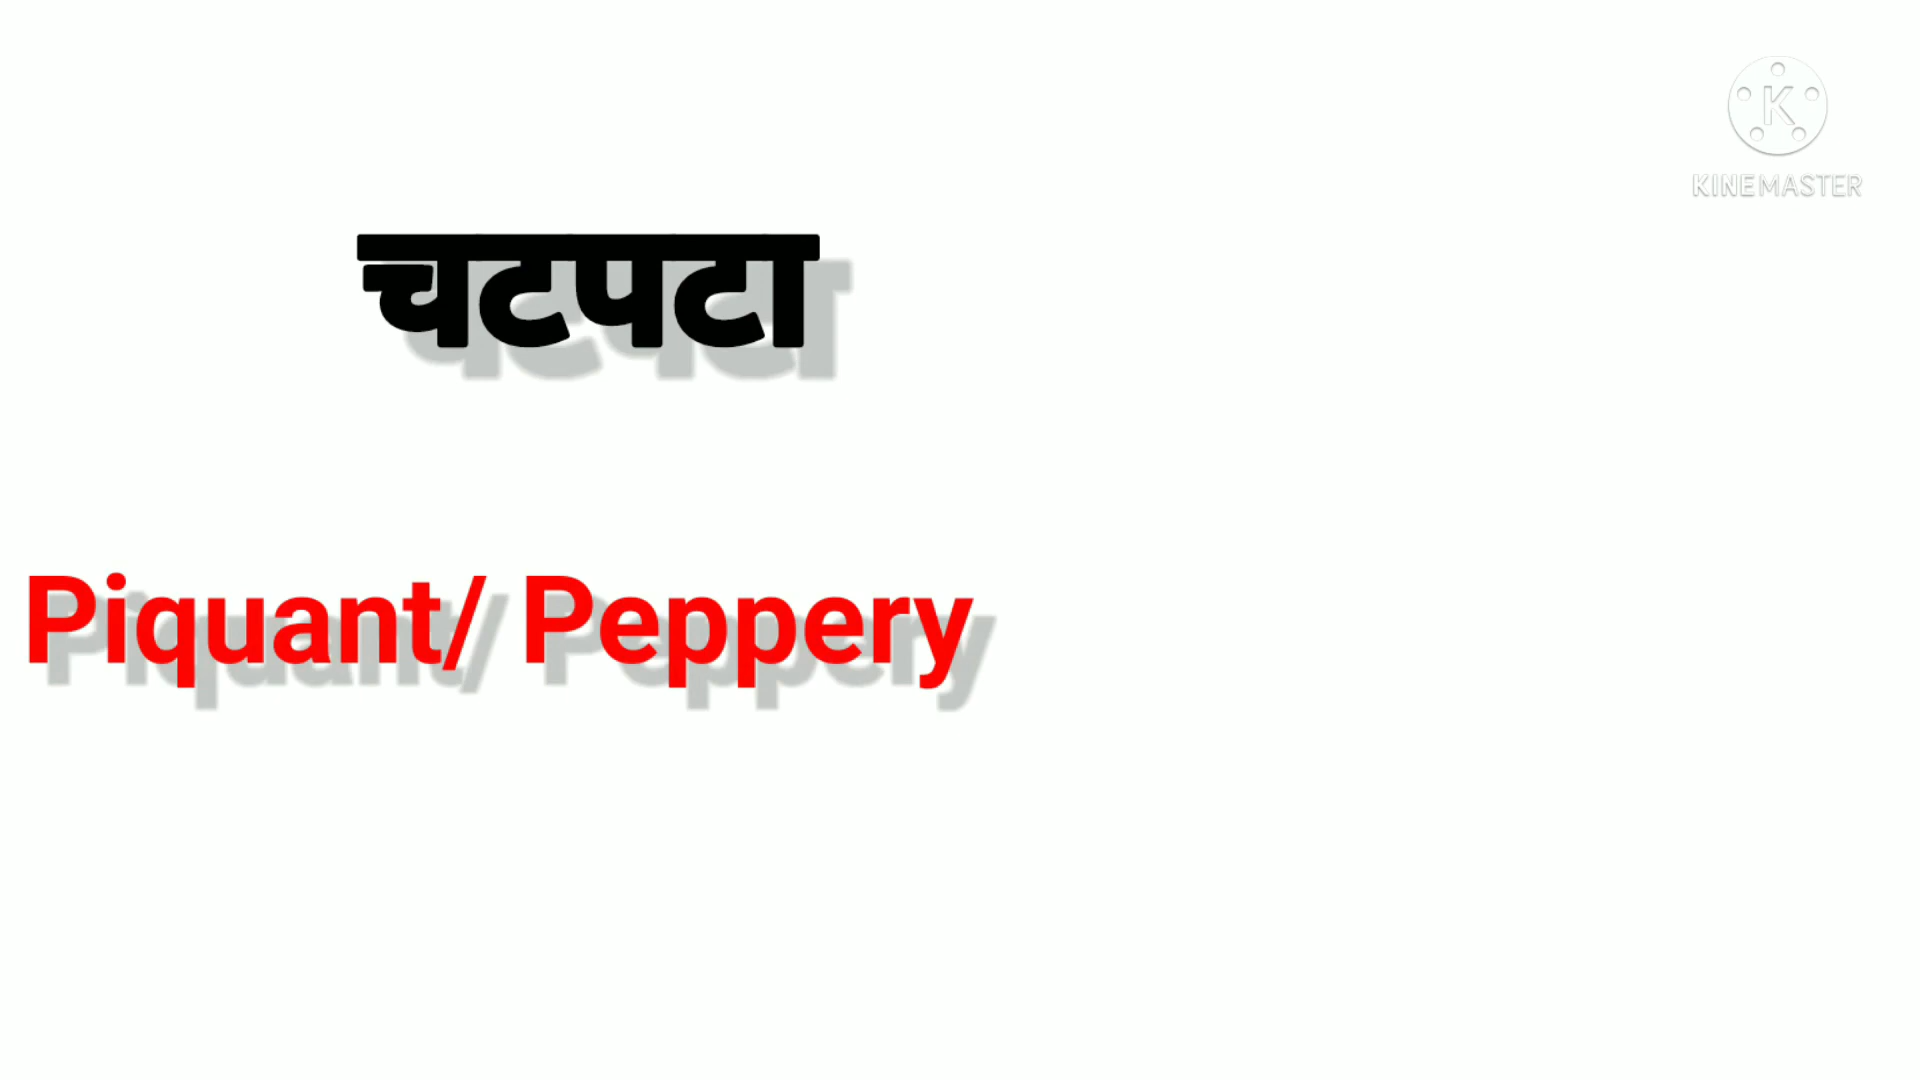 K
KINEMASTER
चटपटा
Piquant/ Peppery